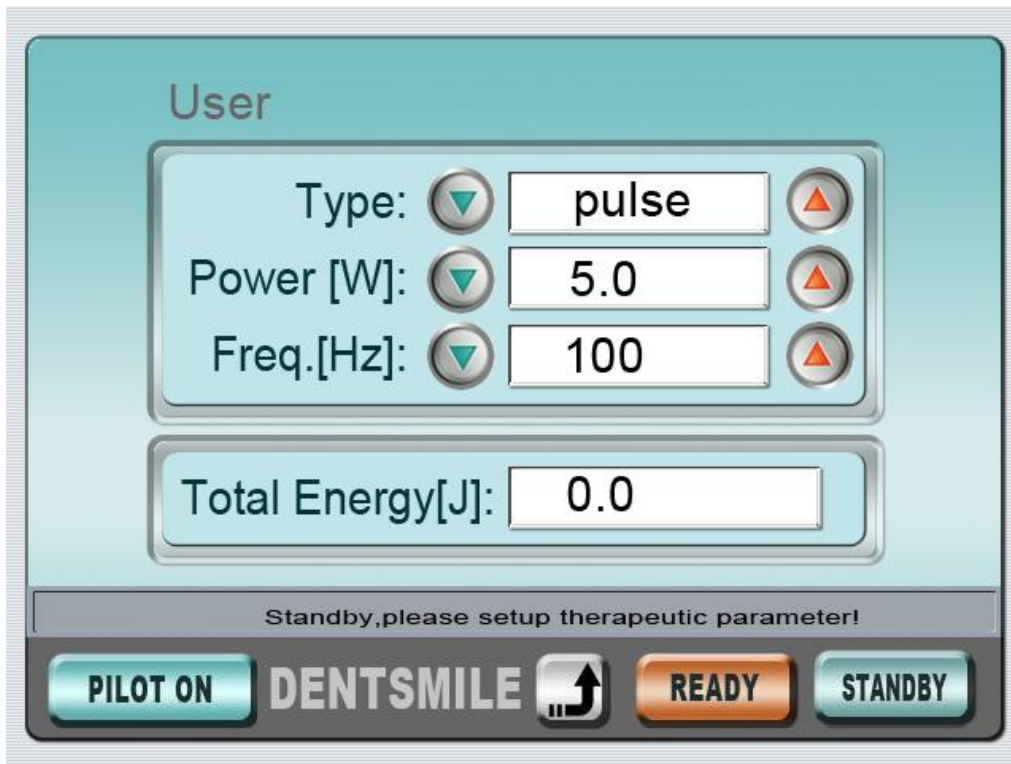 User
Type: pulse
Power [W]: 5.0
Freq.[Hz]: 100
Total Energy[J]: 0.0
Standby,please setup therapeutic parameter!
PILOT ON DENTSMILE READY STANDBY